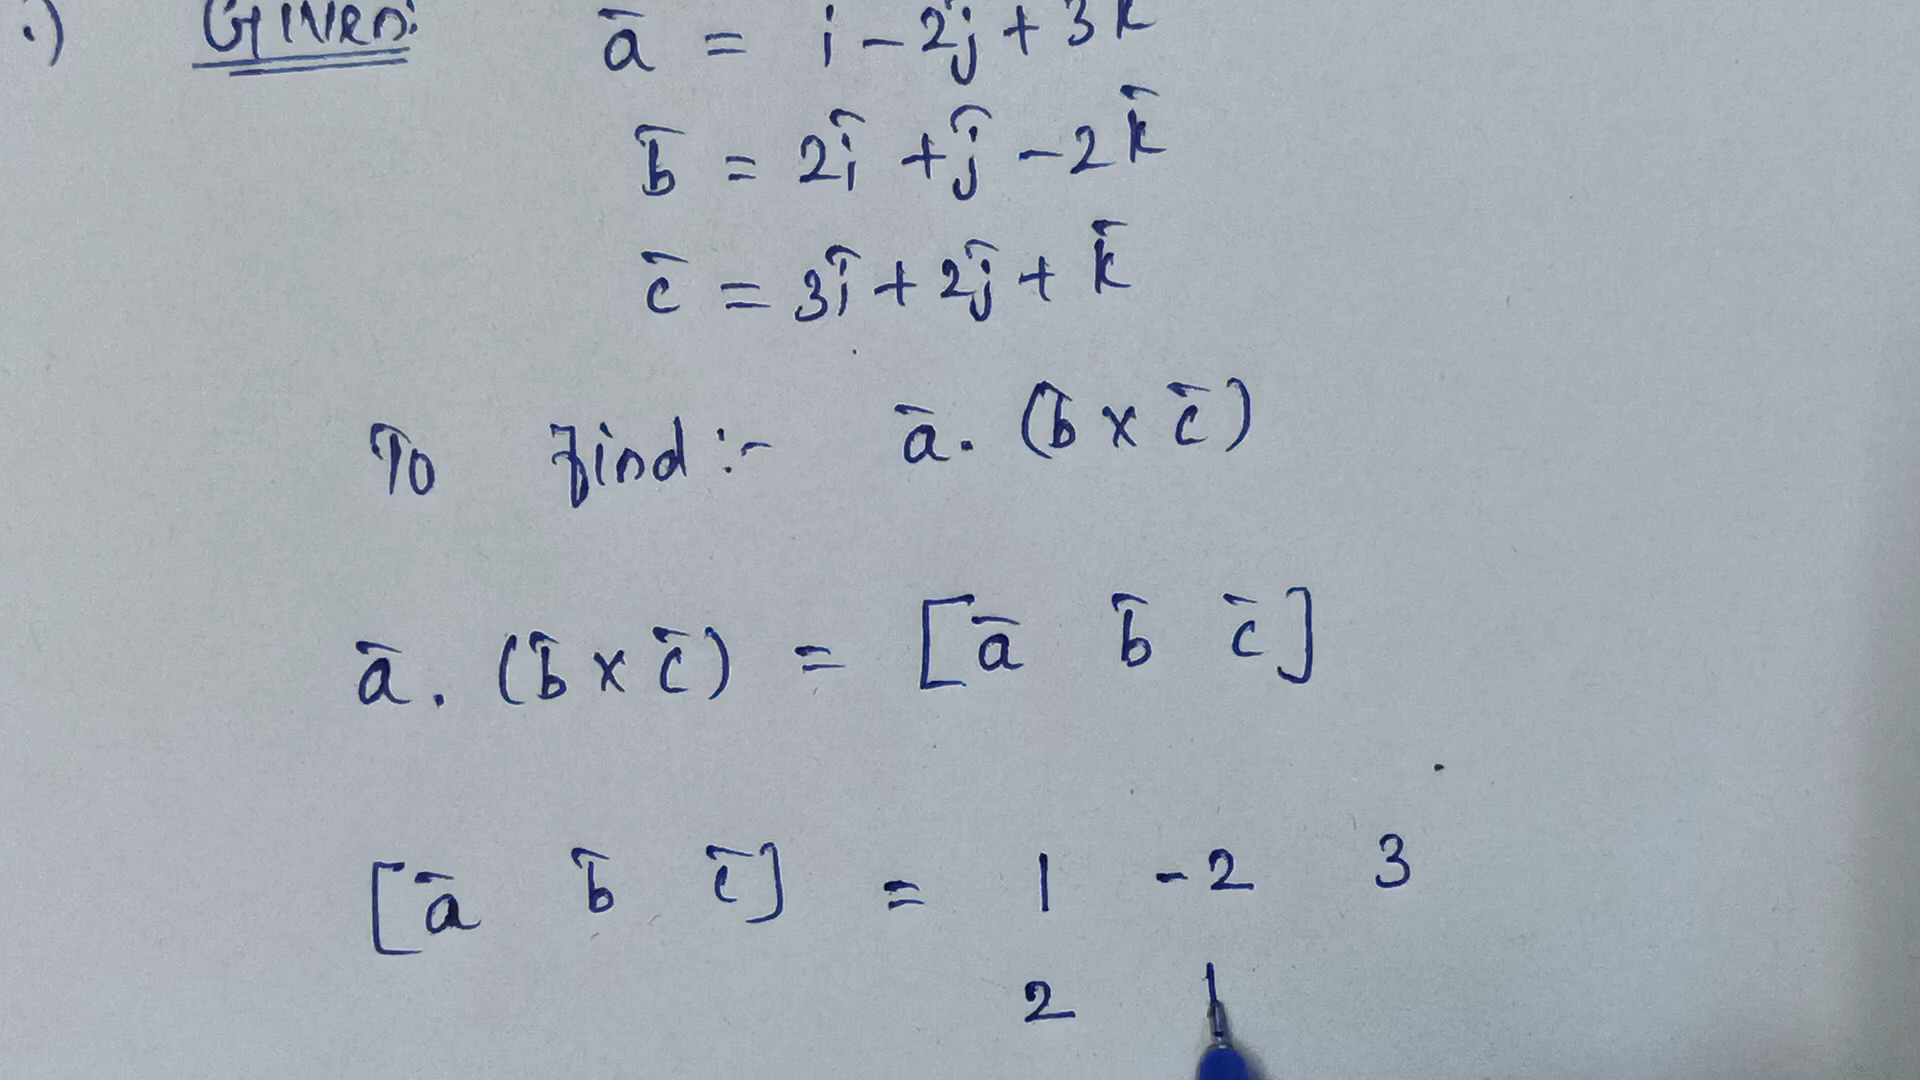 .) Given:
a̅ = i - 2j + 3k
b̅ = 2î + ĵ - 2k̂
c̅ = 3î + 2ĵ + k̂
To find :- a̅. (b̅ × c̅)
a̅. (b̅ × c̅) = [a̅ b̅ c̅]
[a̅ b̅ c̅] = 1 -2 3
2 1